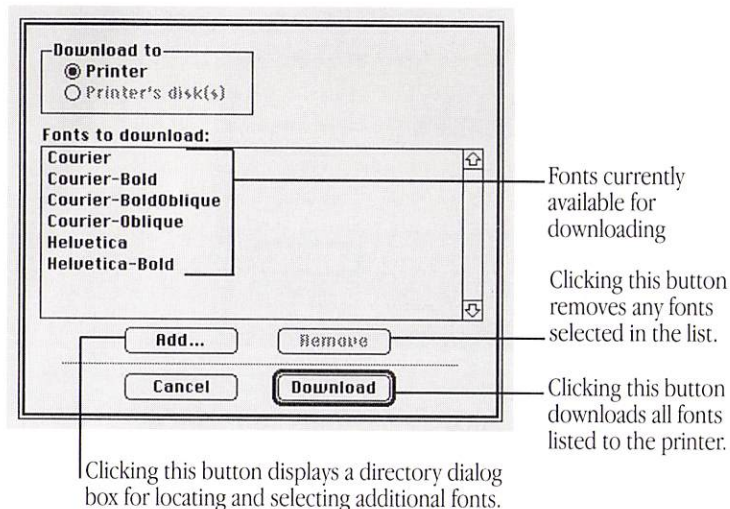 Download to
Printer
Printer's disk(s)
Fonts to download:
Courier
Courier-Bold
Courier-BoldOblique
Courier-Oblique
Helvetica
Helvetica-Bold
Add...
Remove
Cancel
Download
Fonts currently
available for
downloading
Clicking this button
removes any fonts
selected in the list.
Clicking this button
downloads all fonts
listed to the printer.
Clicking this button displays a directory dialog
box for locating and selecting additional fonts.